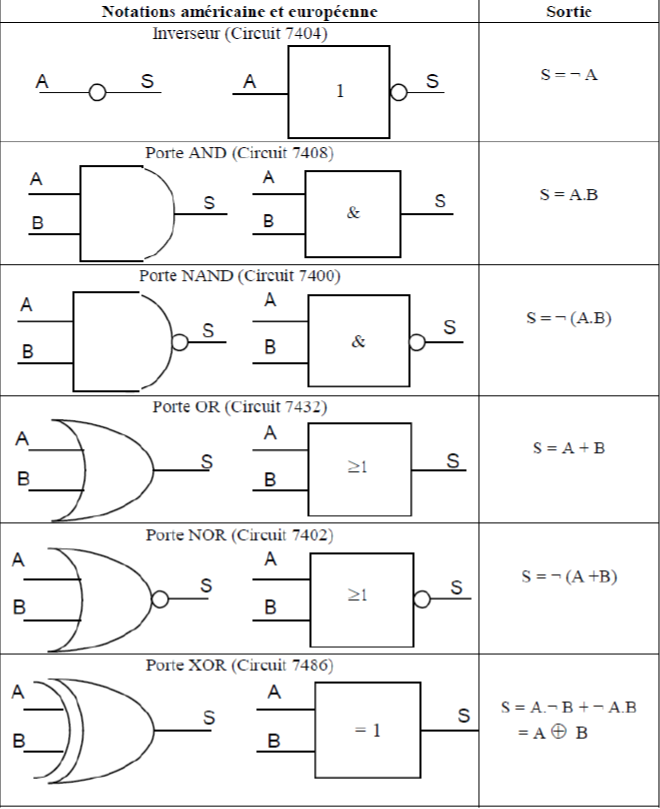 Notations américaine et européenne
Sortie
Inverseur (Circuit 7404)
A S A 1 S
S = ¬ A
Porte AND (Circuit 7408)
A A
S & S
B B
S = A.B
Porte NAND (Circuit 7400)
A A
S & S
B B
S = ¬ (A.B)
Porte OR (Circuit 7432)
A A
S ≥1 S
B B
S = A + B
Porte NOR (Circuit 7402)
A A
S ≥1 S
B B
S = ¬ (A +B)
Porte XOR (Circuit 7486)
A A
S = 1 S
B B
S = A.¬ B + ¬ A.B
= A ⊕ B